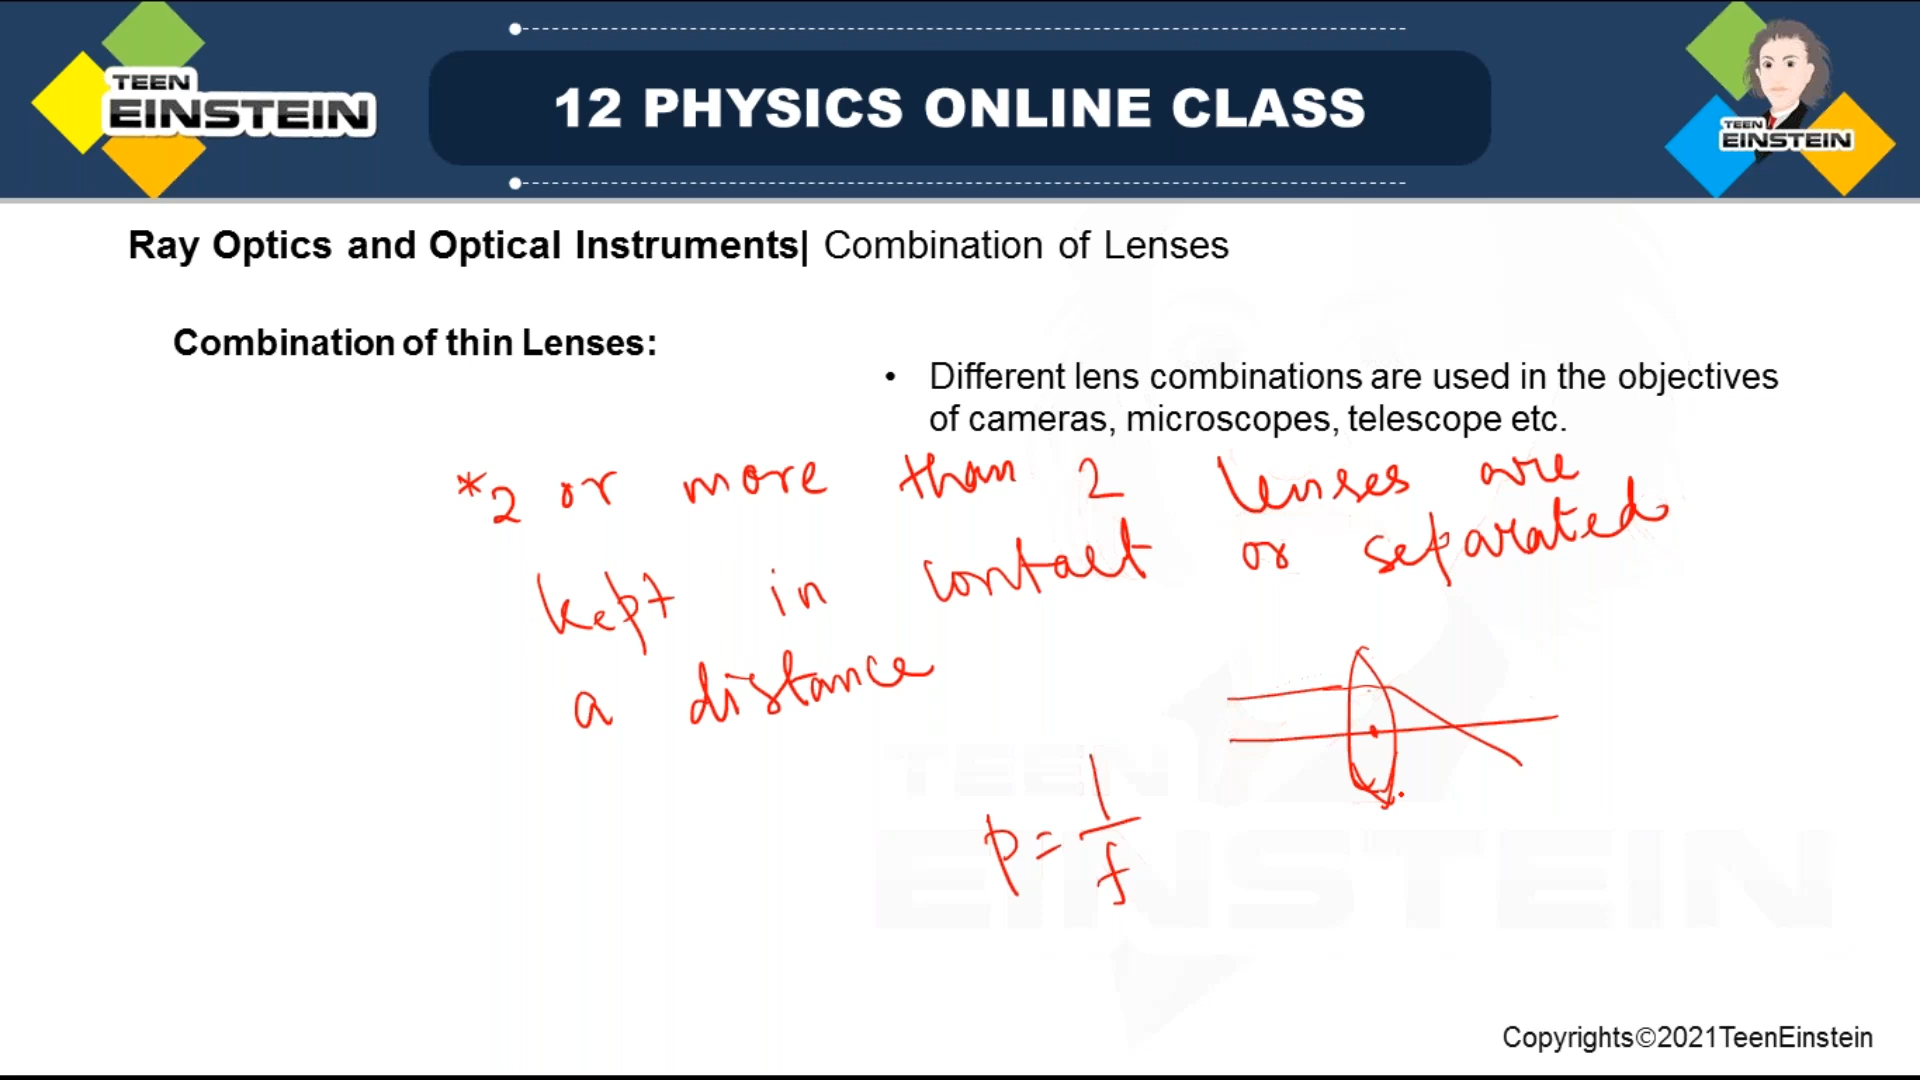 TEEN
EINSTEIN
12 PHYSICS ONLINE CLASS
TEEN
EINSTEIN
Ray Optics and Optical Instruments| Combination of Lenses
Combination of thin Lenses:
• Different lens combinations are used in the objectives
of cameras, microscopes, telescope etc.
*2 or more than 2 lenses are
kept in contact or separated
a distance
p = 1/f
TEEN
EINSTEIN
Copyrights©2021TeenEinstein